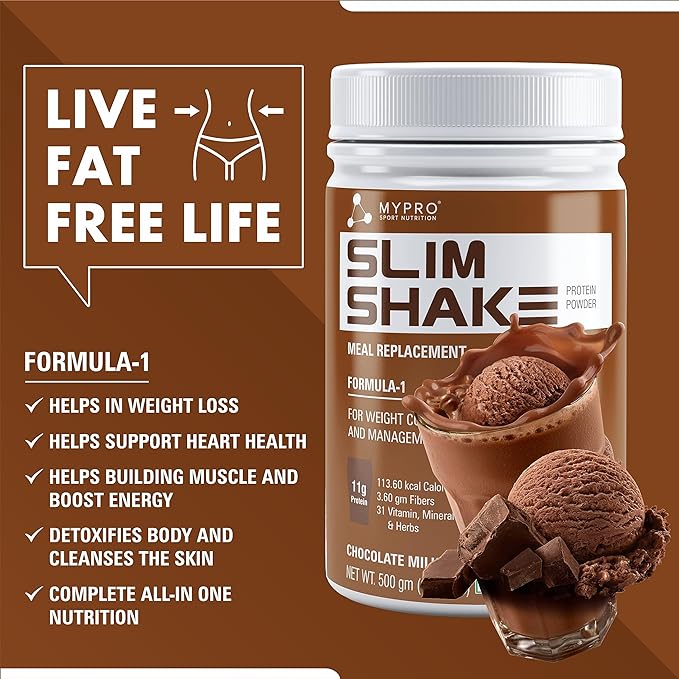 LIVE
FAT
FREE LIFE
FORMULA-1
HELPS IN WEIGHT LOSS
HELPS SUPPORT HEART HEALTH
HELPS BUILDING MUSCLE AND
BOOST ENERGY
DETOXIFIES BODY AND
CLEANSES THE SKIN
COMPLETE ALL-IN ONE
NUTRITION
MYPRO®
SPORT NUTRITION
SLIM
SHAKE
PROTEIN
POWDER
MEAL REPLACEMENT
FORMULA-1
FOR WEIGHT
AND
11g
Protein
113.60 kcal
3.60 gm Fibers
31 Vitamin,
& Herbs
CHOCOLATE
NET WT. 500 gm